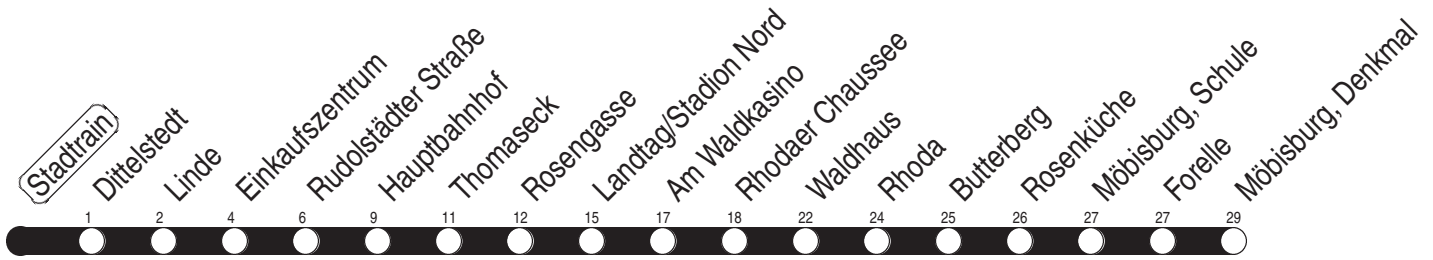 Stadtrain
Dittelstedt
Linde
Einkaufszentrum
Rudolstädter Straße
Hauptbahnhof
Thomaseck
Rosengasse
Landtag/Stadion Nord
Am Waldkasino
Rhodaer Chaussee
Waldhaus
Rhoda
Butterberg
Rosenküche
Möbisburg, Schule
Forelle
Möbisburg, Denkmal
1 2 4 6 9 11 12 15 17 18 22 24 25 26 27 27 29